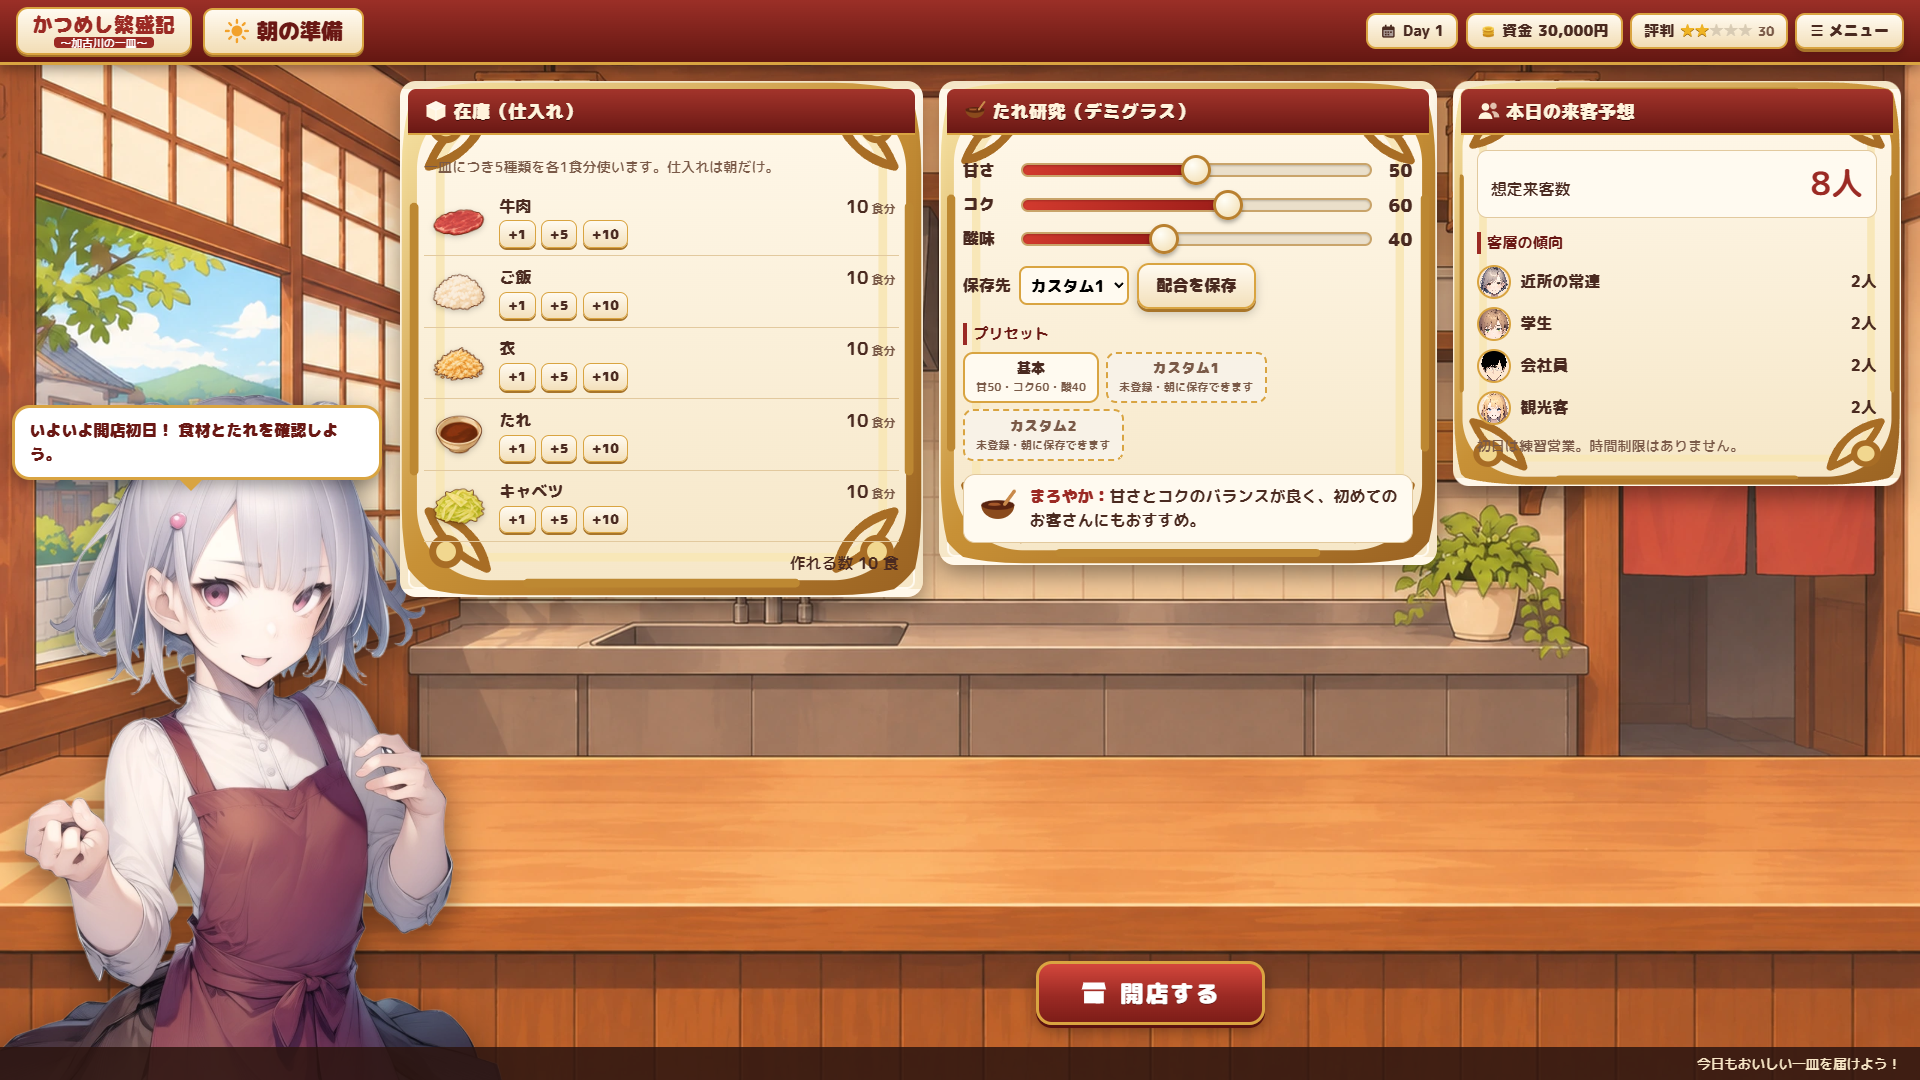 かつめし繁盛記
～加古川の一皿～
朝の準備
Day 1
資金 30,000円
評判 ★★★★★ 30
☰ メニュー
在庫（仕入れ）
一皿につき5種類を各1食分使います。仕入れは朝だけ。
牛肉
10 食分
+1 +5 +10
ご飯
10 食分
+1 +5 +10
衣
10 食分
+1 +5 +10
たれ
10 食分
+1 +5 +10
キャベツ
10 食分
+1 +5 +10
作れる数 10 食
たれ研究（デミグラス）
甘さ 50
コク 60
酸味 40
保存先 カスタム1 配合を保存
プリセット
基本
甘50・コク60・酸40
カスタム1
未登録・朝に保存できます
カスタム2
未登録・朝に保存できます
まろやか：甘さとコクのバランスが良く、初めての
お客さんにもおすすめ。
本日の来客予想
想定来客数 8人
客層の傾向
近所の常連 2人
学生 2人
会社員 2人
観光客 2人
初日は練習営業。時間制限はありません。
いよいよ開店初日！ 食材とたれを確認しよ
う。
開店する
今日もおいしい一皿を届けよう！